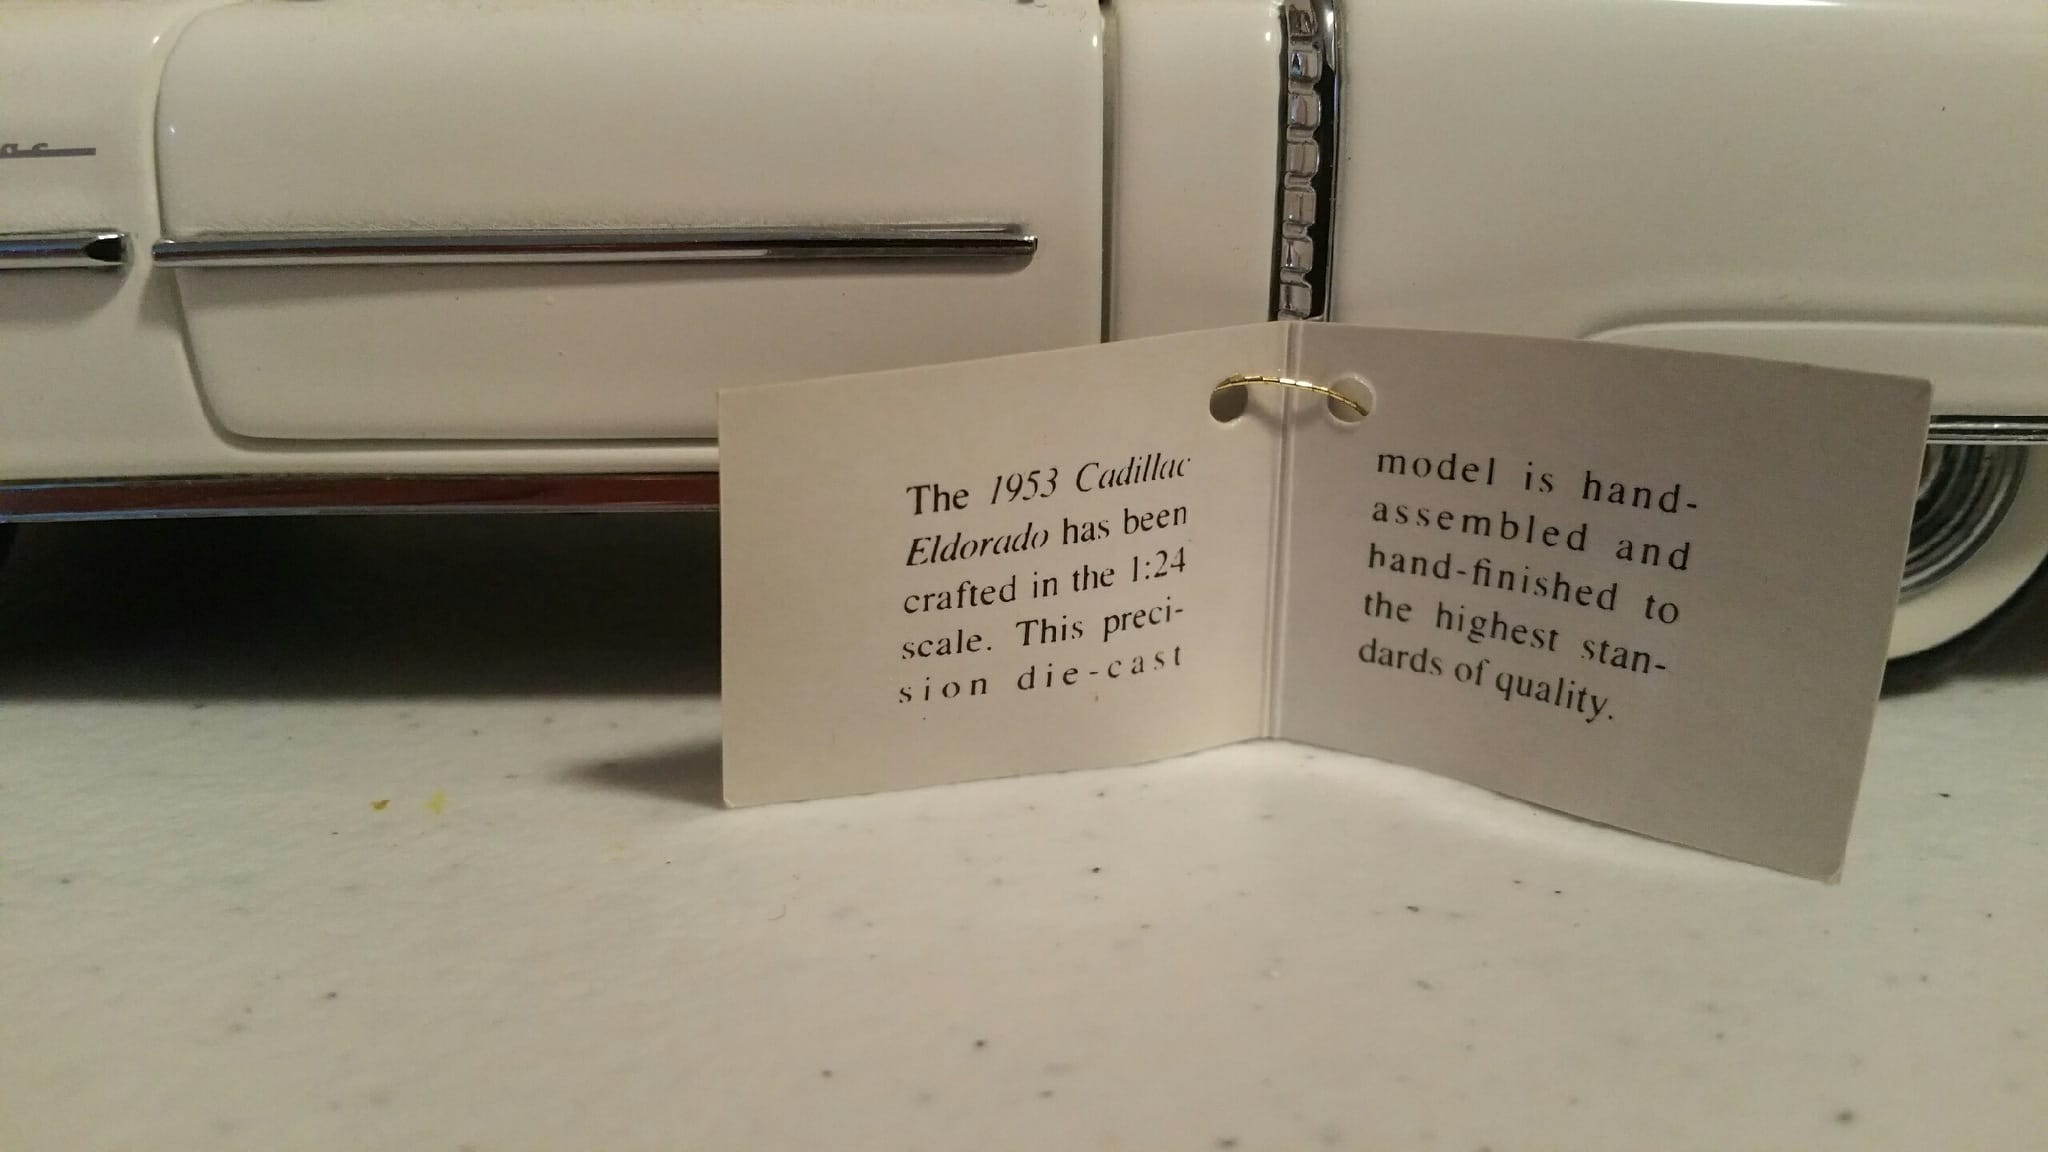 The 1953 Cadillac
Eldorado has been
crafted in the 1:24
scale. This preci-
sion die-cast
model is hand-
assembled and
hand-finished to
the highest stan-
dards of quality.